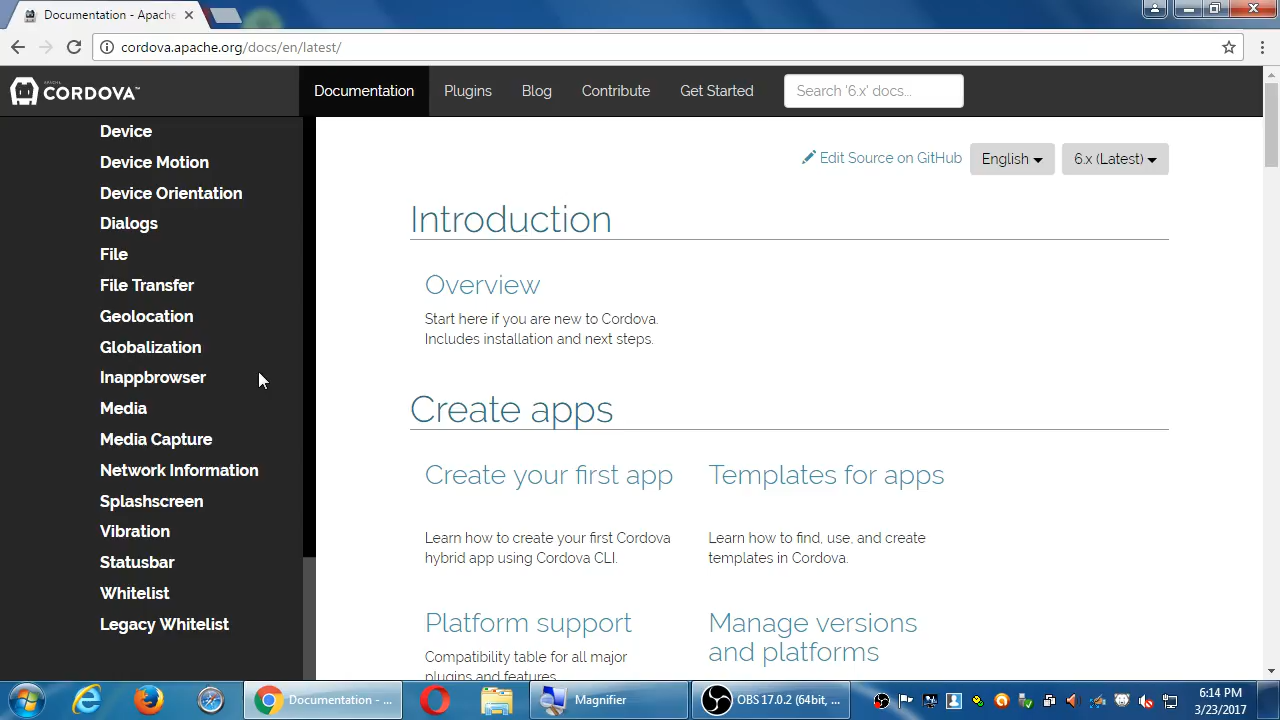 Documentation - Apache
cordova.apache.org/docs/en/latest/
APACHE
CORDOVA™
Documentation
Plugins
Blog
Contribute
Get Started
Search '6.x' docs...
Device
Device Motion
Device Orientation
Dialogs
File
File Transfer
Geolocation
Globalization
Inappbrowser
Media
Media Capture
Network Information
Splashscreen
Vibration
Statusbar
Whitelist
Legacy Whitelist
Edit Source on GitHub
English
6.x (Latest)
Introduction
Overview
Start here if you are new to Cordova.
Includes installation and next steps.
Create apps
Create your first app
Learn how to create your first Cordova
hybrid app using Cordova CLI.
Templates for apps
Learn how to find, use, and create
templates in Cordova.
Platform support
Compatibility table for all major
plugins and features.
Manage versions
and platforms
Documentation - ...
Magnifier
OBS 17.0.2 (64bit, ...
6:14 PM
3/23/2017